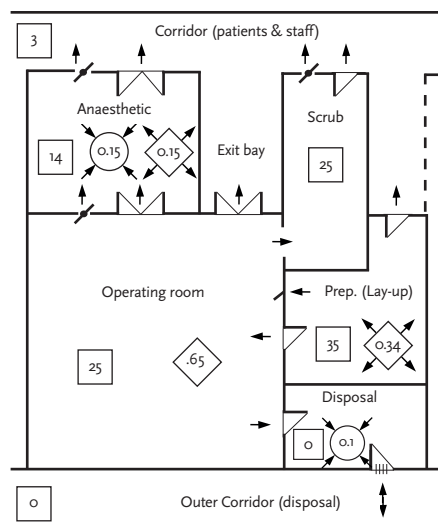 Corridor (patients & staff)
3
Anaesthetic
Scrub
14
0.15
0.15
Exit bay
25
Operating room
Prep. (Lay-up)
25
.65
35
0.34
Disposal
0
0.1
0
Outer Corridor (disposal)